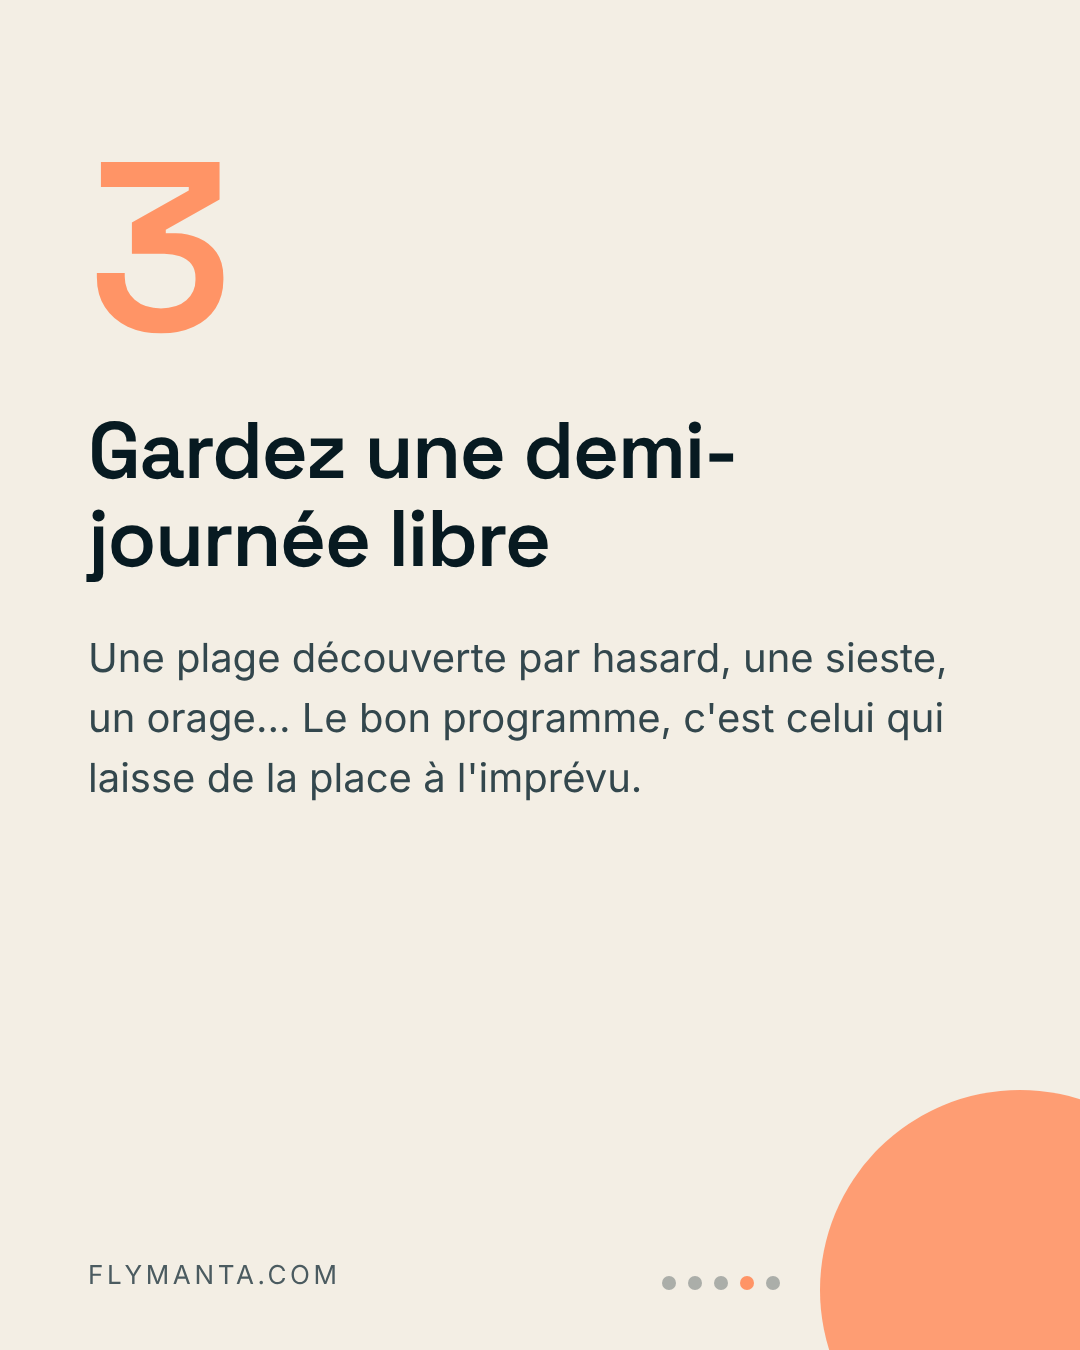 3
Gardez une demi-
journée libre
Une plage découverte par hasard, une sieste,
un orage... Le bon programme, c'est celui qui
laisse de la place à l'imprévu.
FLYMANTA.COM